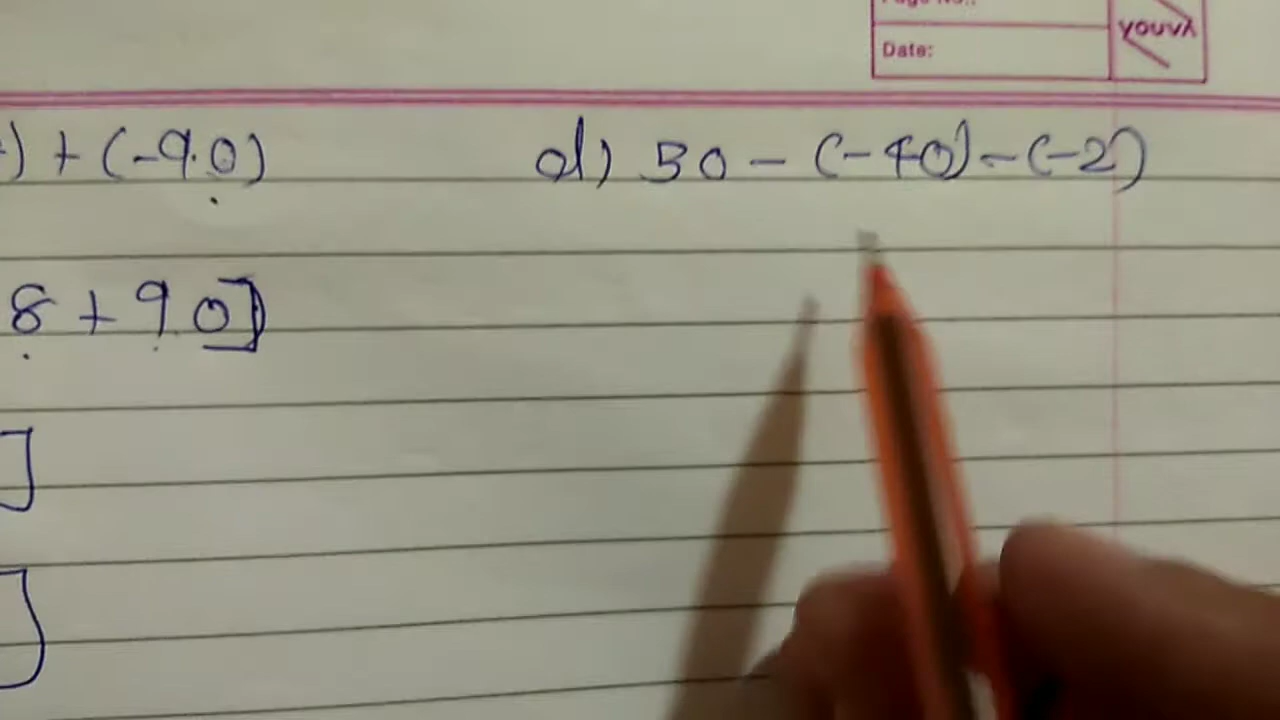 Date:
youva
) + (-90) d) 50 - (-40) - (-2)
8 + 90]
]
]